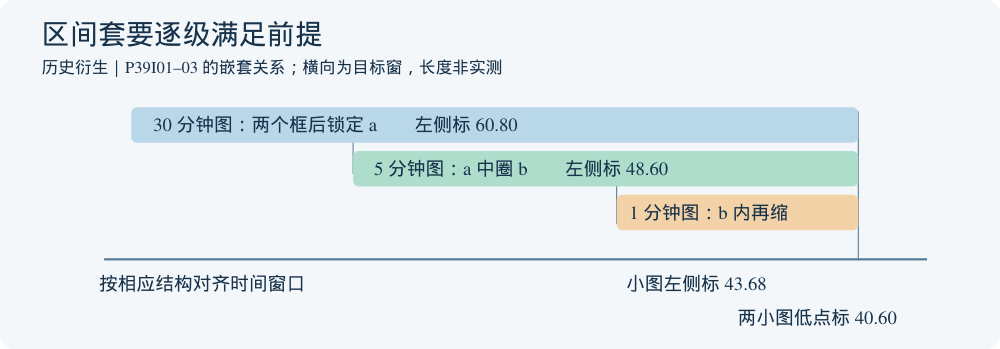 区间套要逐级满足前提
历史衍生｜P39I01–03 的嵌套关系；横向为目标窗，长度非实测
30 分钟图：两个框后锁定 a 左侧标 60.80
5 分钟图：a 中圈 b 左侧标 48.60
1 分钟图：b 内再缩
按相应结构对齐时间窗口
小图左侧标 43.68
两小图低点标 40.60